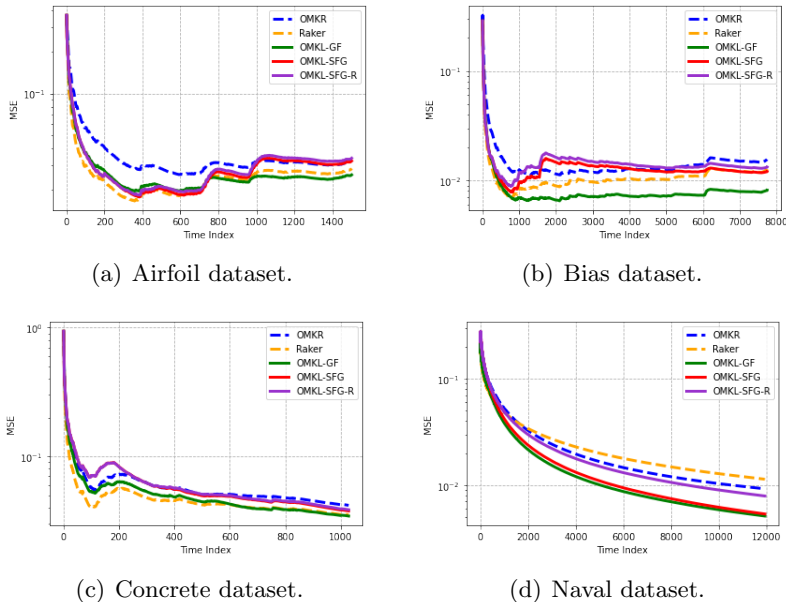 OMKR
Raker
OMKL-GF
OMKL-SFG
OMKL-SFG-R
MSE
10⁻¹
0 200 400 600 800 1000 1200 1400
Time Index
(a) Airfoil dataset.
OMKR
Raker
OMKL-GF
OMKL-SFG
OMKL-SFG-R
MSE
10⁻¹
10⁻²
0 1000 2000 3000 4000 5000 6000 7000 8000
Time Index
(b) Bias dataset.
OMKR
Raker
OMKL-GF
OMKL-SFG
OMKL-SFG-R
MSE
10⁰
10⁻¹
0 200 400 600 800 1000
Time Index
(c) Concrete dataset.
OMKR
Raker
OMKL-GF
OMKL-SFG
OMKL-SFG-R
MSE
10⁻¹
10⁻²
0 2000 4000 6000 8000 10000 12000
Time Index
(d) Naval dataset.